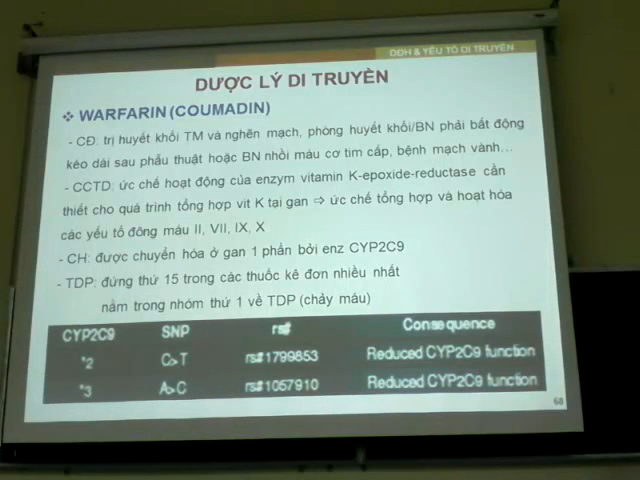 DĐH & YẾU TỐ DI TRUYỀN
DƯỢC LÝ DI TRUYỀN
❖ WARFARIN (COUMADIN)
- CĐ: trị huyết khối TM và nghẽn mạch, phòng huyết khối/BN phải bất động
kéo dài sau phẫu thuật hoặc BN nhồi máu cơ tim cấp, bệnh mạch vành...
- CCTD: ức chế hoạt động của enzym vitamin K-epoxide-reductase cần
thiết cho quá trình tổng hợp vit K tại gan ⇒ ức chế tổng hợp và hoạt hóa
các yếu tố đông máu II, VII, IX, X
- CH: được chuyển hóa ở gan 1 phần bởi enz CYP2C9
- TDP: đứng thứ 15 trong các thuốc kê đơn nhiều nhất
nằm trong nhóm thứ 1 về TDP (chảy máu)
CYP2C9 SNP rs# Consequence
*2 C>T rs#1799853 Reduced CYP2C9 function
*3 A>C rs#1057910 Reduced CYP2C9 function
68